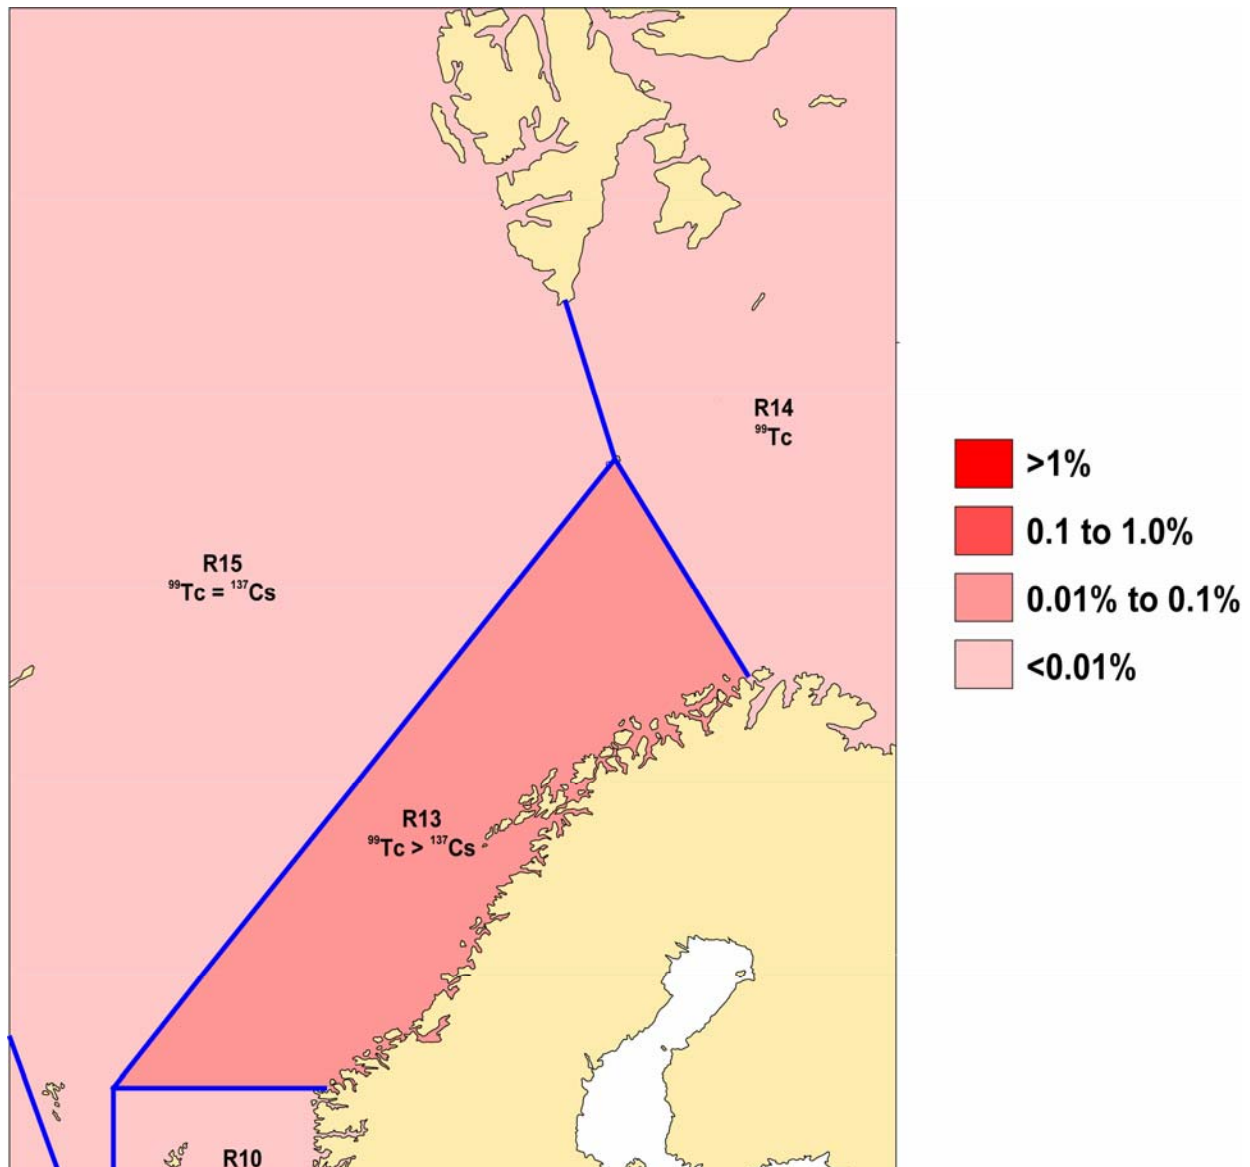 R14
⁹⁹Tc
>1%
0.1 to 1.0%
R15
⁹⁹Tc = ¹³⁷Cs
0.01% to 0.1%
<0.01%
R13
⁹⁹Tc > ¹³⁷Cs
R10